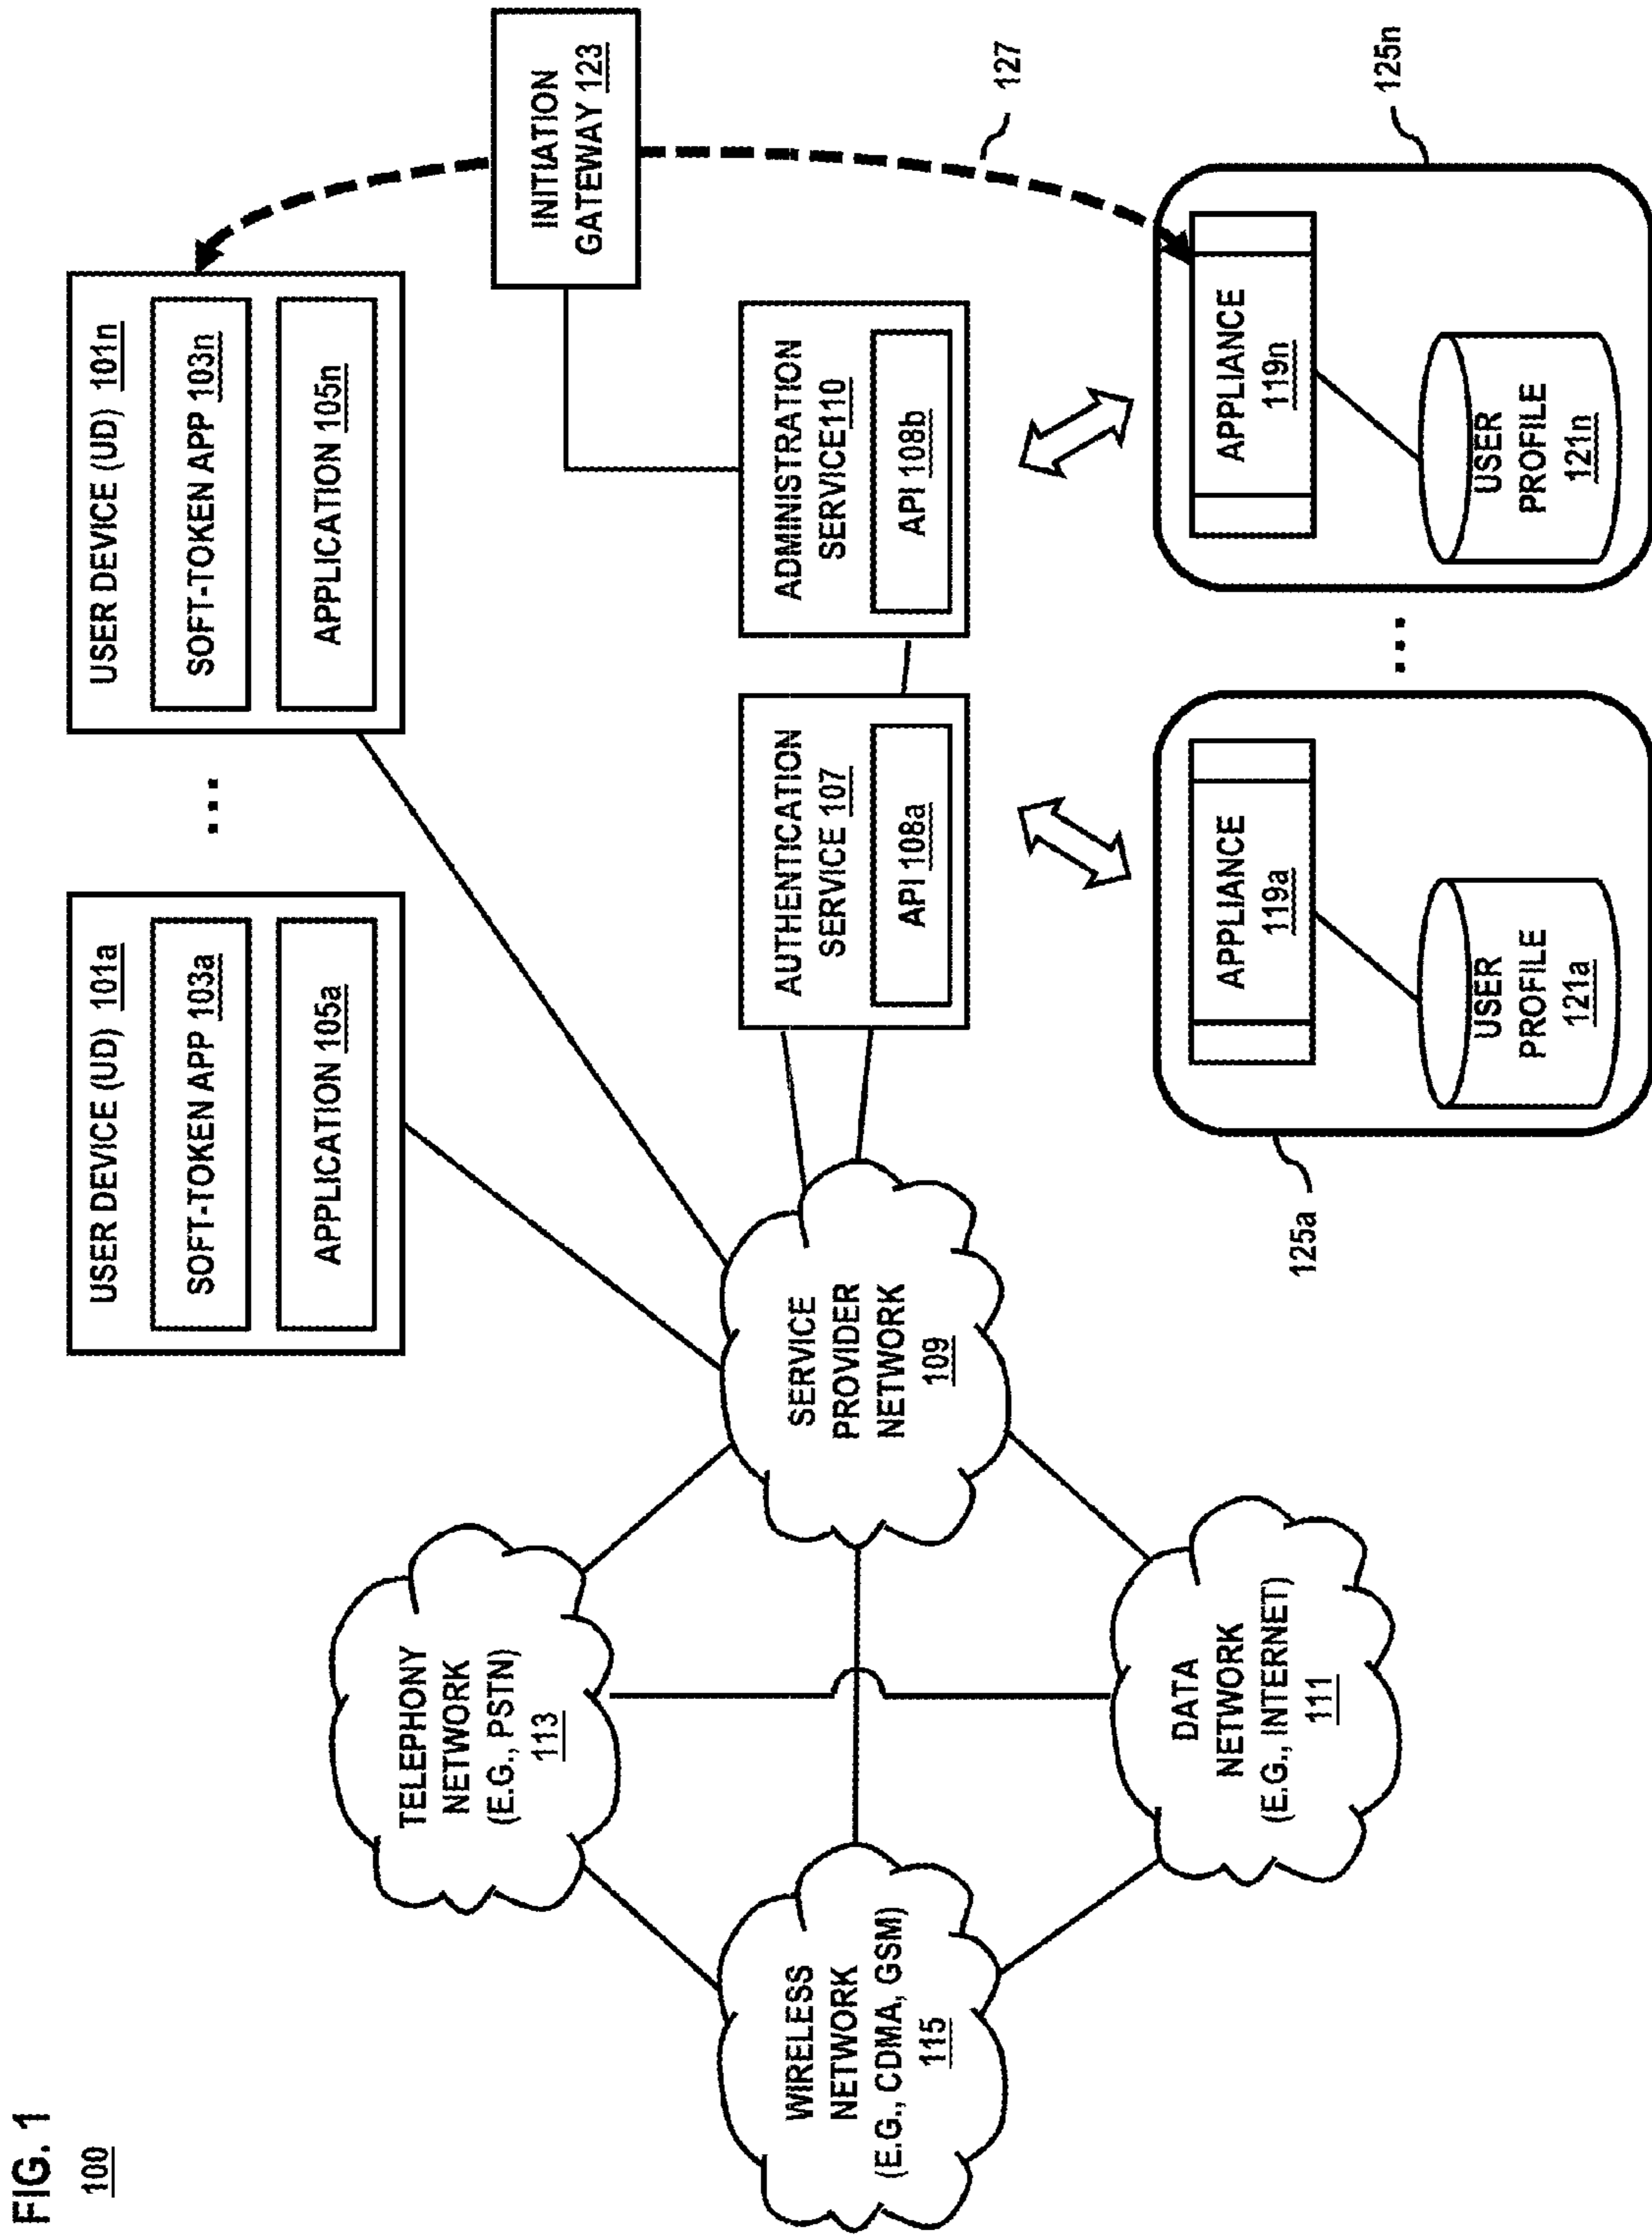 FIG. 1
100
USER DEVICE (UD) 101a
SOFT-TOKEN APP 103a
APPLICATION 105a
...
USER DEVICE (UD) 101n
SOFT-TOKEN APP 103n
APPLICATION 105n
TELEPHONY
NETWORK
(E.G., PSTN)
113
INITIATION
GATEWAY 123
WIRELESS
NETWORK
(E.G., CDMA, GSM)
115
SERVICE
PROVIDER
NETWORK
109
AUTHENTICATION
SERVICE 107
API 108a
ADMINISTRATION
SERVICE110
API 108b
127
DATA
NETWORK
(E.G., INTERNET)
111
125a
APPLIANCE
119a
USER
PROFILE
121a
...
APPLIANCE
119n
USER
PROFILE
121n
125n